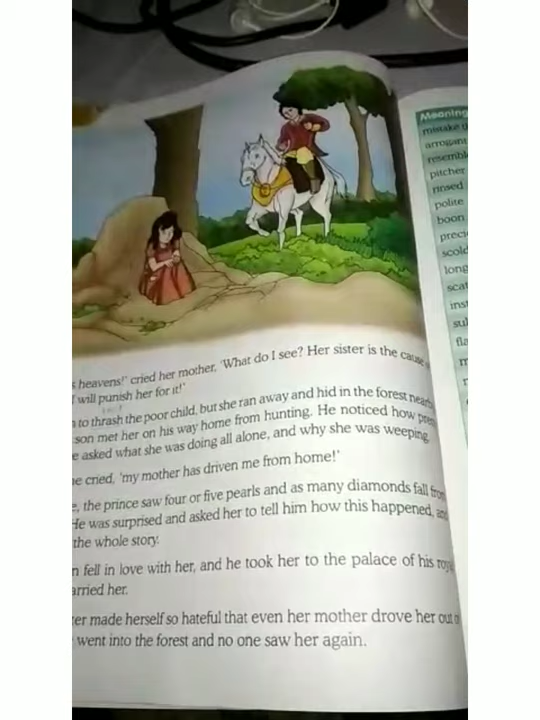 heavens!' cried her mother, 'What do I see? Her sister is the cause
will punish her for it!'
to thrash the poor child, but she ran away and hid in the forest nearby
son met her on his way home from hunting. He noticed how
e asked what she was doing all alone, and why she was weeping.
e cried, 'my mother has driven me from home!'
e, the prince saw four or five pearls and as many diamonds fall from
He was surprised and asked her to tell him how this happened, and
the whole story.
n fell in love with her, and he took her to the palace of his
arried her.
ter made herself so hateful that even her mother drove her out
went into the forest and no one saw her again.
Meaning
mistake
arrogant
resembl
pitcher
rinsed
polite
boon
preci
scold
long
scat
inst
sul
fla